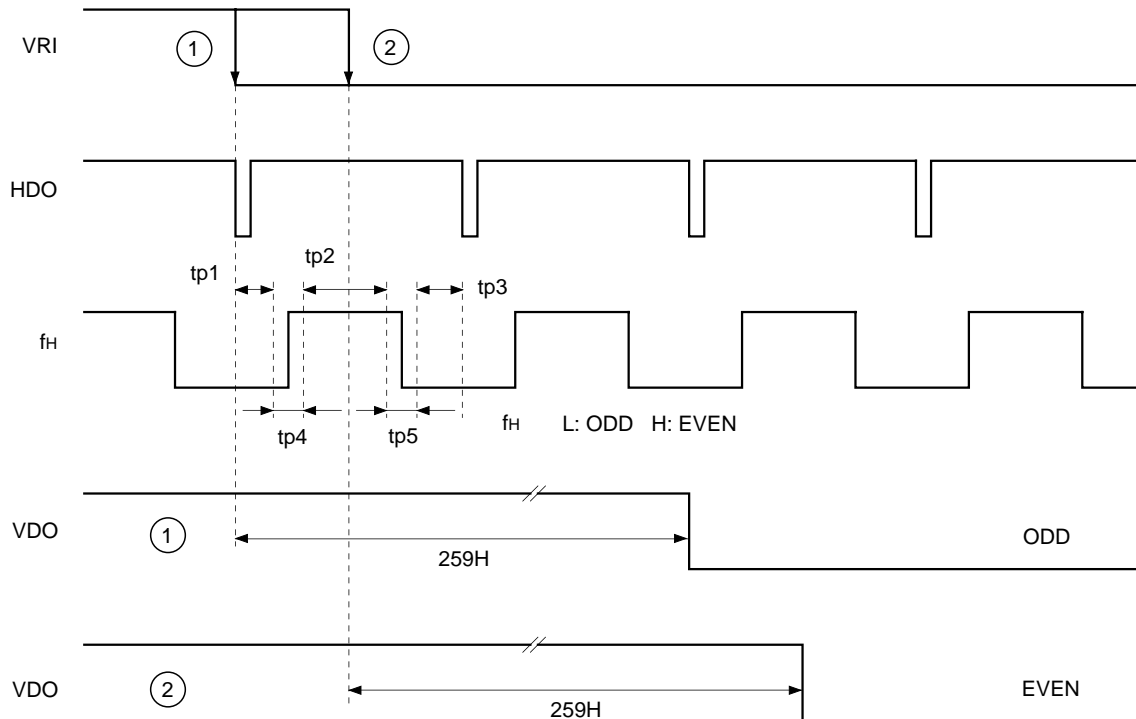 VRI
1
2
HDO
tp1
tp2
tp3
fH
tp4
tp5
fH L: ODD H: EVEN
VDO
1
259H
ODD
VDO
2
259H
EVEN